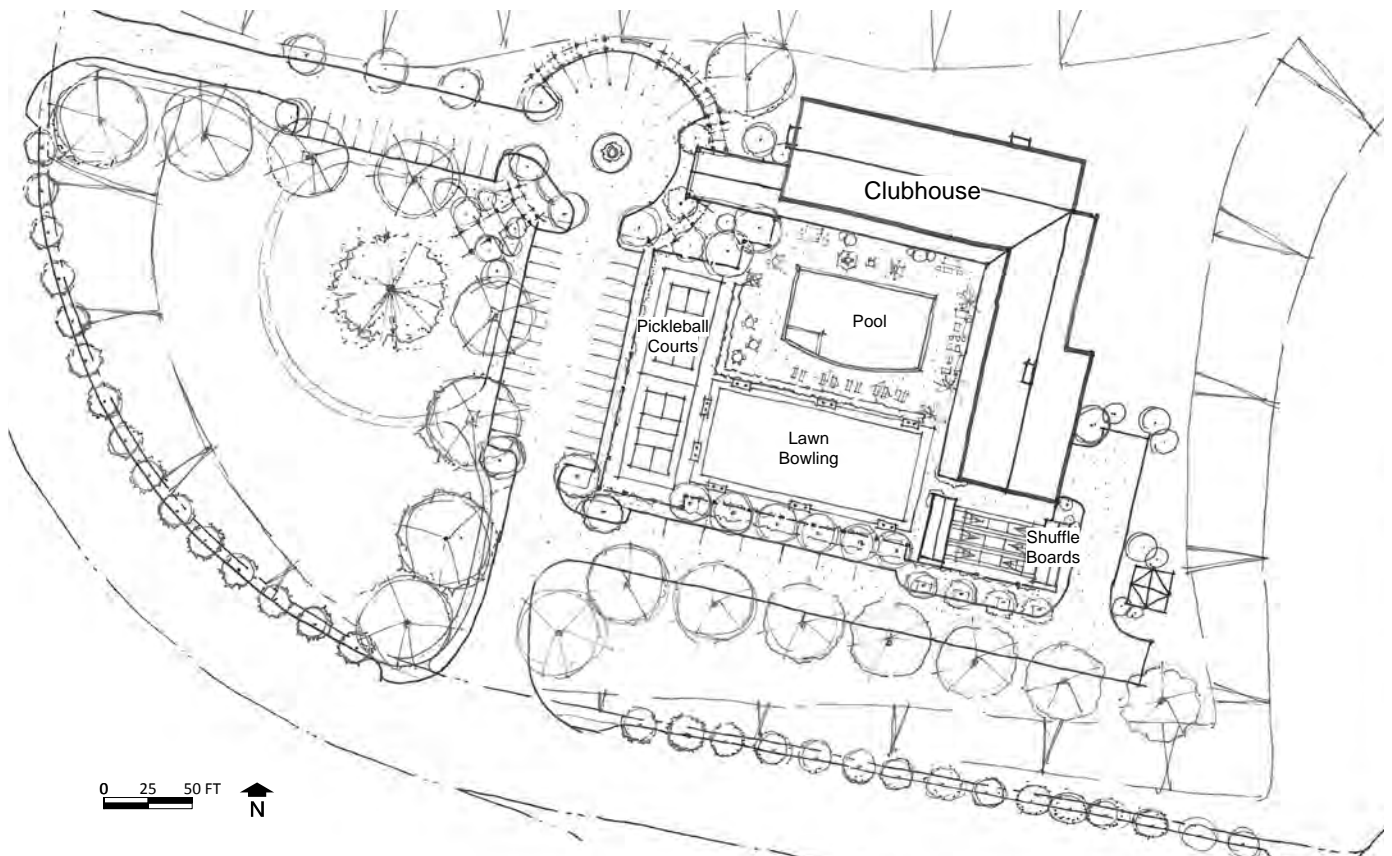 Clubhouse
Pool
Pickleball
Courts
Lawn
Bowling
Shuffle
Boards
0 25 50 FT
N